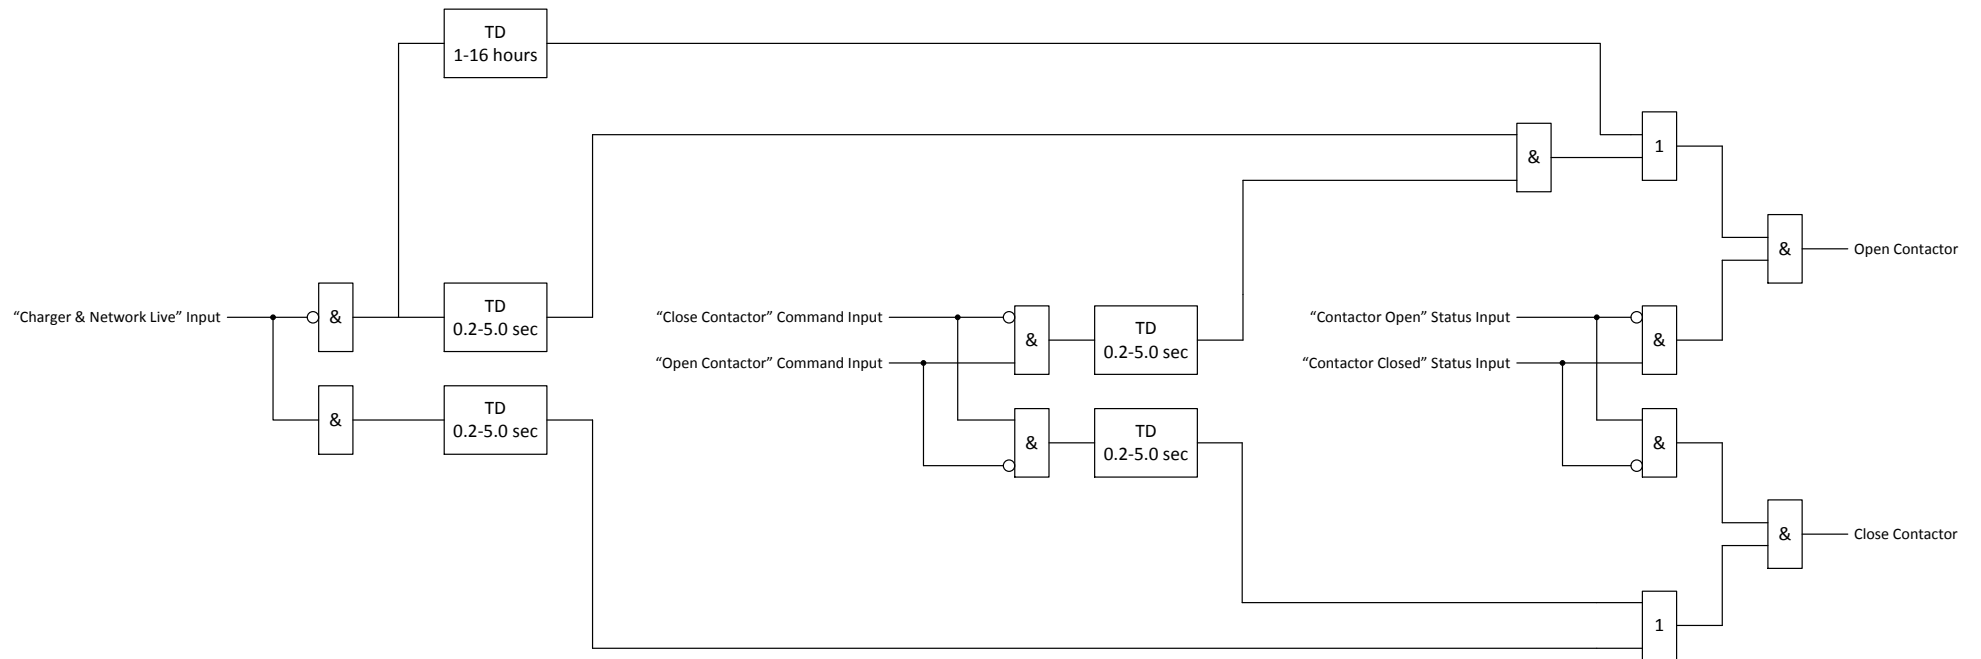 TD
1-16 hours
1
&
&
Open Contactor
“Charger & Network Live” Input
&
TD
0.2-5.0 sec
“Close Contactor” Command Input
“Open Contactor” Command Input
&
TD
0.2-5.0 sec
“Contactor Open” Status Input
“Contactor Closed” Status Input
&
&
TD
0.2-5.0 sec
&
TD
0.2-5.0 sec
&
&
Close Contactor
1